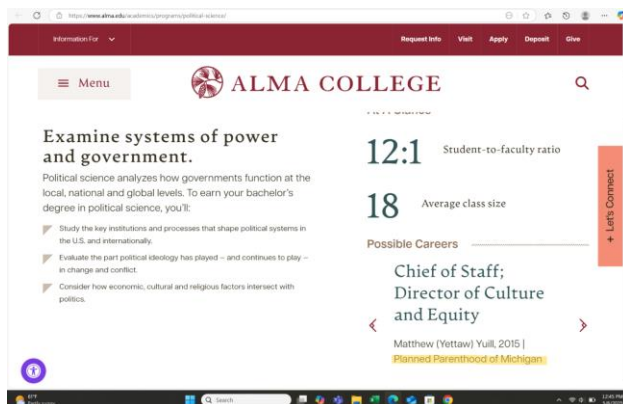 https://www.alma.edu/academics/programs/political-science/
Information For
Request Info Visit Apply Deposit Give
Menu
ALMA COLLEGE
Examine systems of power
and government.
Political science analyzes how governments function at the
local, national and global levels. To earn your bachelor's
degree in political science, you'll:
Study the key institutions and processes that shape political systems in
the U.S. and internationally.
Evaluate the part political ideology has played – and continues to play –
in change and conflict.
Consider how economic, cultural and religious factors intersect with
politics.
12:1 Student-to-faculty ratio
18 Average class size
Possible Careers
Chief of Staff;
Director of Culture
and Equity
Matthew (Yettaw) Yuill, 2015 |
Planned Parenthood of Michigan
+ Let's Connect
Search
12:45 PM